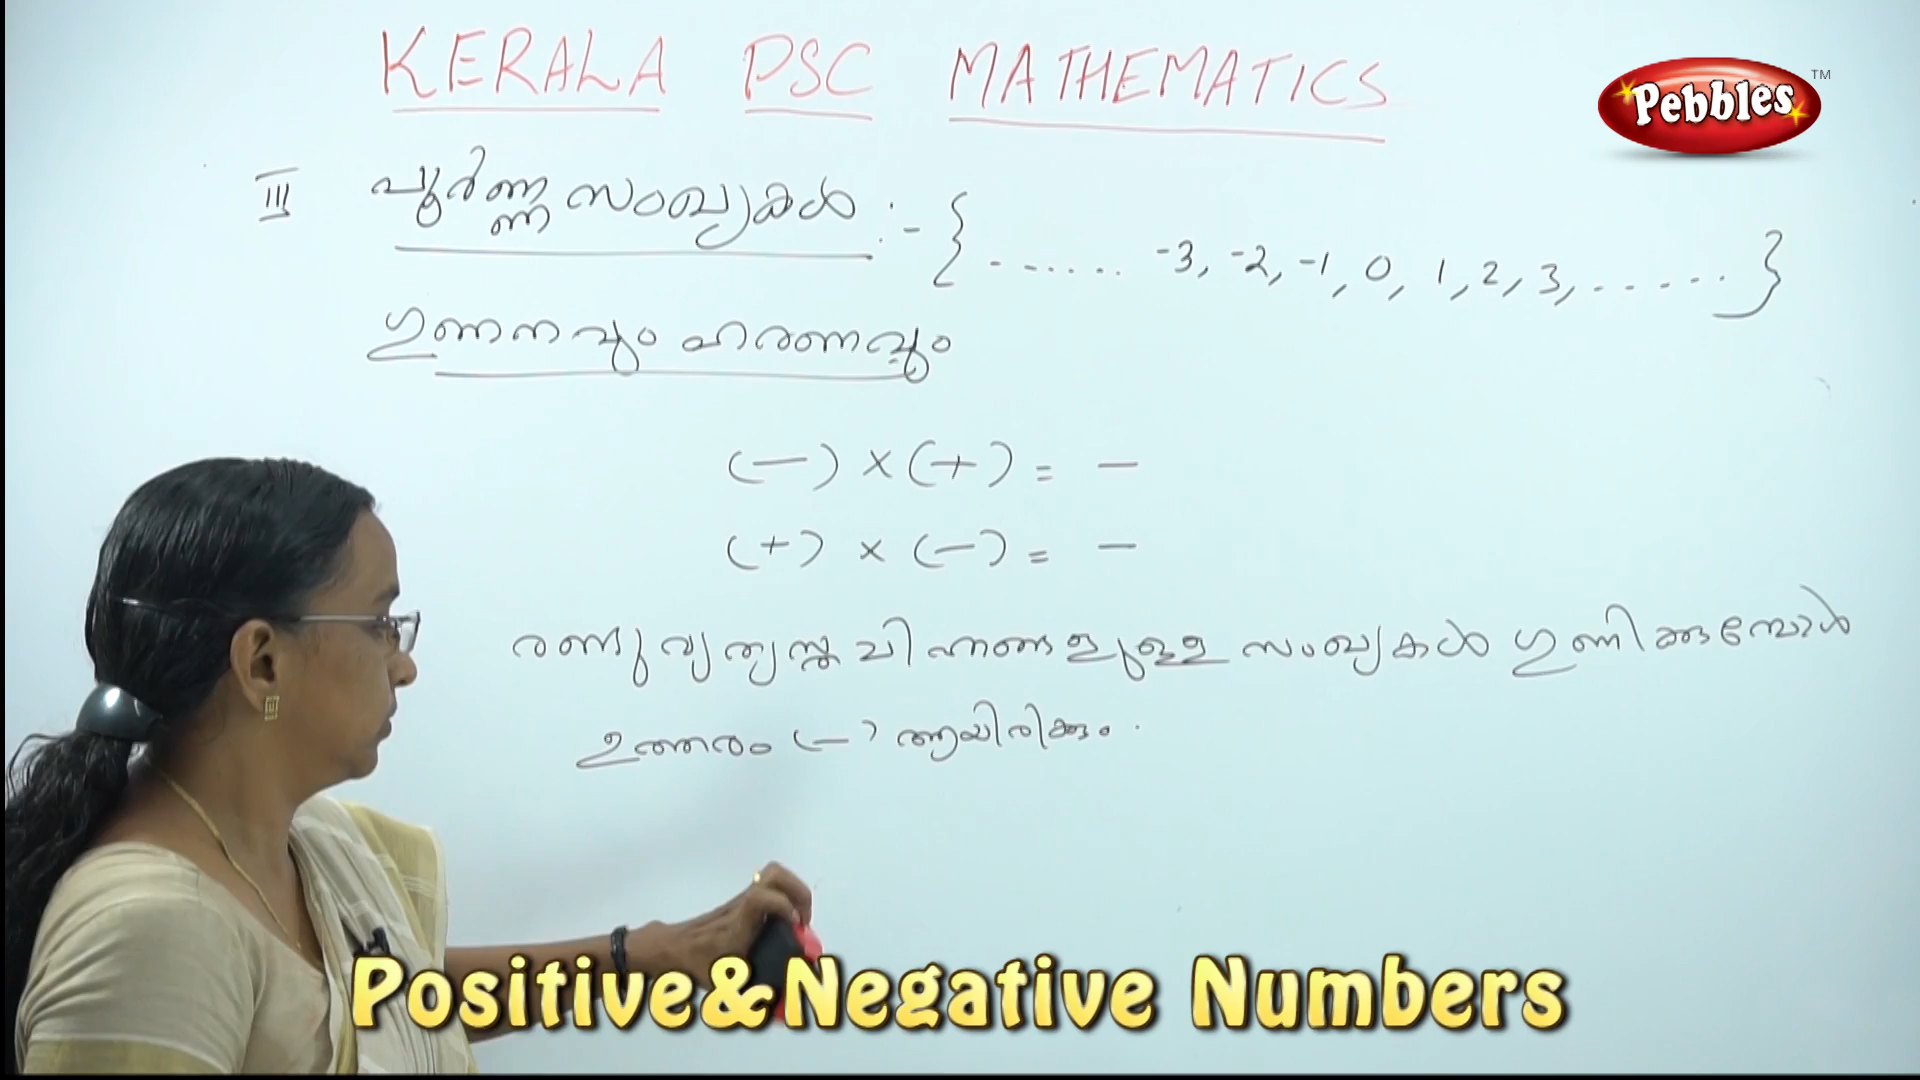 KERALA PSC MATHEMATICS
Pebbles TM
III പൂർണ്ണ സംഖ്യകൾ :- { ...... -3, -2, -1, 0, 1, 2, 3, ...... }
ഗുണനവും ഹരണവും
(-) × (+) = -
(+) × (-) = -
രണ്ടു വ്യത്യസ്ത ചിഹ്നങ്ങളുള്ള സംഖ്യകൾ ഗുണിക്കുമ്പോൾ
ഉത്തരം (-) ആയിരിക്കും.
Positive&Negative Numbers